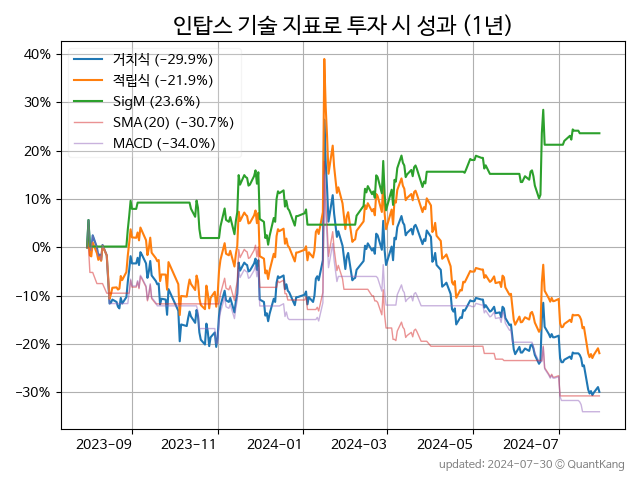 인탑스 기술 지표로 투자 시 성과 (1년)
거치식 (−29.9%)
적립식 (−21.9%)
SigM (23.6%)
SMA(20) (−30.7%)
MACD (−34.0%)
40%
30%
20%
10%
0%
−10%
−20%
−30%
2023-09
2023-11
2024-01
2024-03
2024-05
2024-07
updated: 2024-07-30 © QuantKang